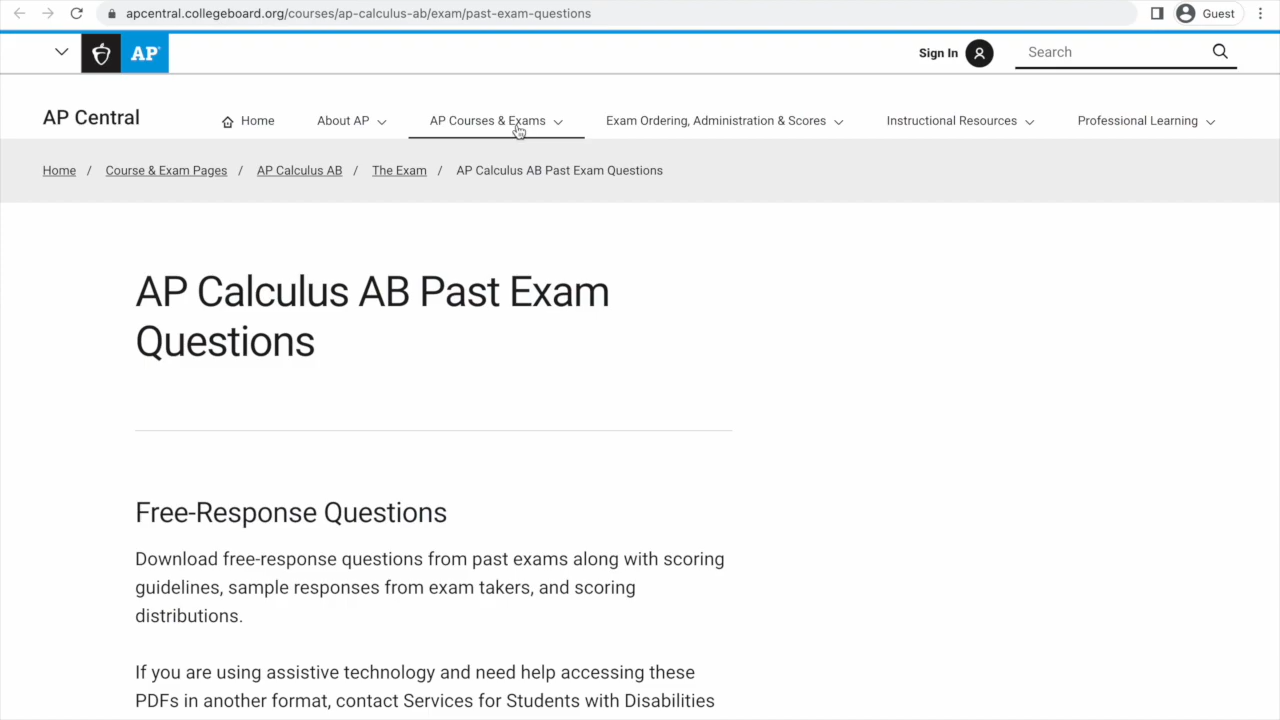 apcentral.collegeboard.org/courses/ap-calculus-ab/exam/past-exam-questions
Guest
AP
Sign In
Search
AP Central
Home
About AP
AP Courses & Exams
Exam Ordering, Administration & Scores
Instructional Resources
Professional Learning
Home / Course & Exam Pages / AP Calculus AB / The Exam / AP Calculus AB Past Exam Questions
AP Calculus AB Past Exam
Questions
Free-Response Questions
Download free-response questions from past exams along with scoring
guidelines, sample responses from exam takers, and scoring
distributions.
If you are using assistive technology and need help accessing these
PDFs in another format, contact Services for Students with Disabilities